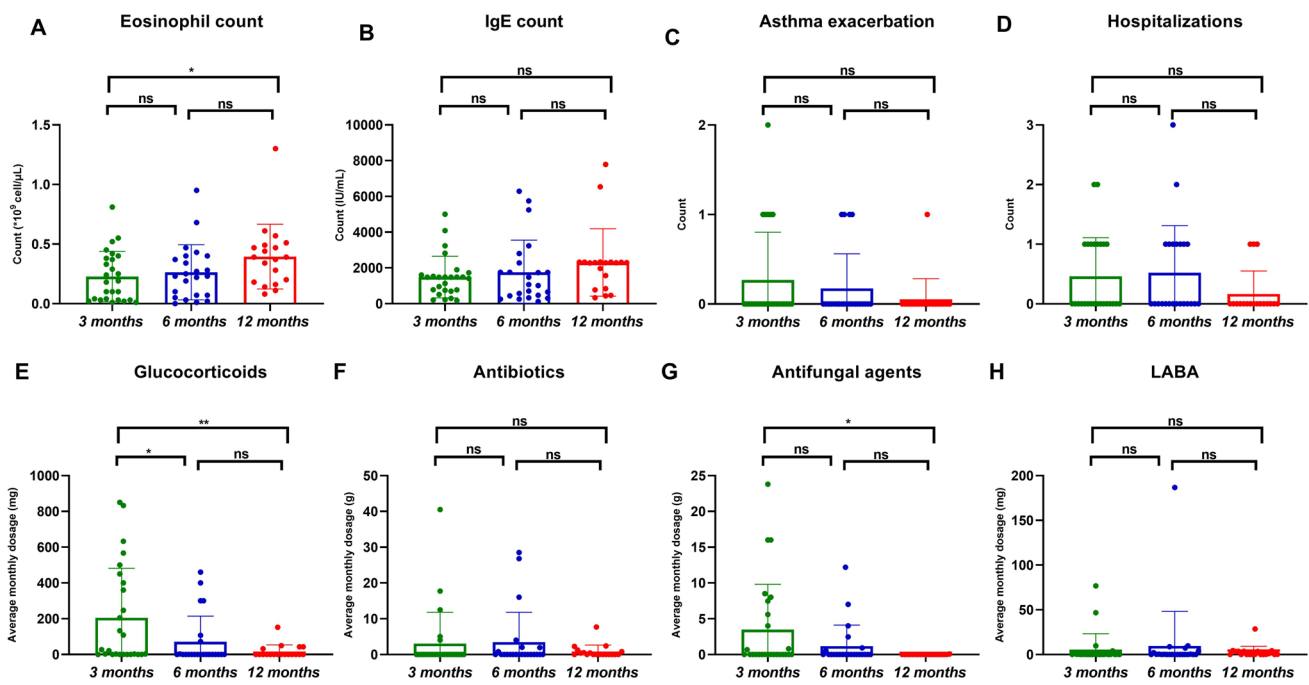 A
Eosinophil count
*
ns
ns
Count (*10⁹ cell/μL)
1.5
1.0
0.5
0.0
3 months
6 months
12 months
B
IgE count
ns
ns
ns
Count (IU/mL)
10000
8000
6000
4000
2000
0
3 months
6 months
12 months
C
Asthma exacerbation
ns
ns
ns
Count
2
1
0
3 months
6 months
12 months
D
Hospitalizations
ns
ns
ns
Count
3
2
1
0
3 months
6 months
12 months
E
Glucocorticoids
**
*
ns
Average monthly dosage (mg)
1000
800
600
400
200
0
3 months
6 months
12 months
F
Antibiotics
ns
ns
ns
Average monthly dosage (g)
50
40
30
20
10
0
3 months
6 months
12 months
G
Antifungal agents
*
ns
ns
Average monthly dosage (g)
25
20
15
10
5
0
3 months
6 months
12 months
H
LABA
ns
ns
ns
Average monthly dosage (mg)
200
150
100
50
0
3 months
6 months
12 months